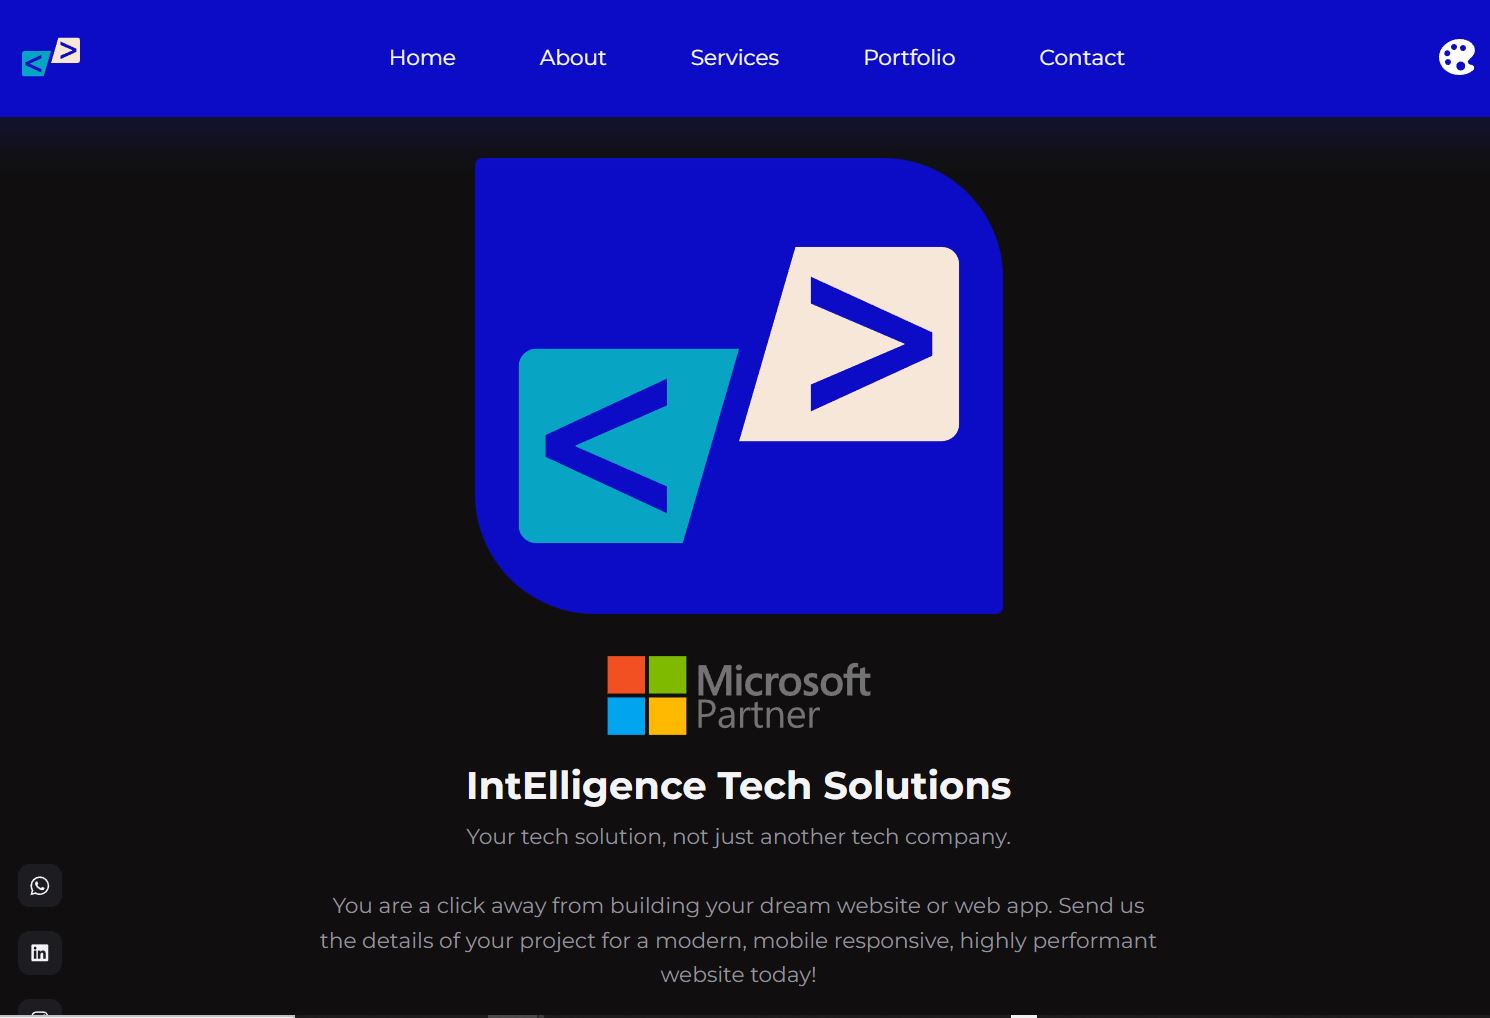 < >
Home About Services Portfolio Contact
< >
Microsoft
Partner
IntElligence Tech Solutions
Your tech solution, not just another tech company.
You are a click away from building your dream website or web app. Send us
the details of your project for a modern, mobile responsive, highly performant
website today!
in